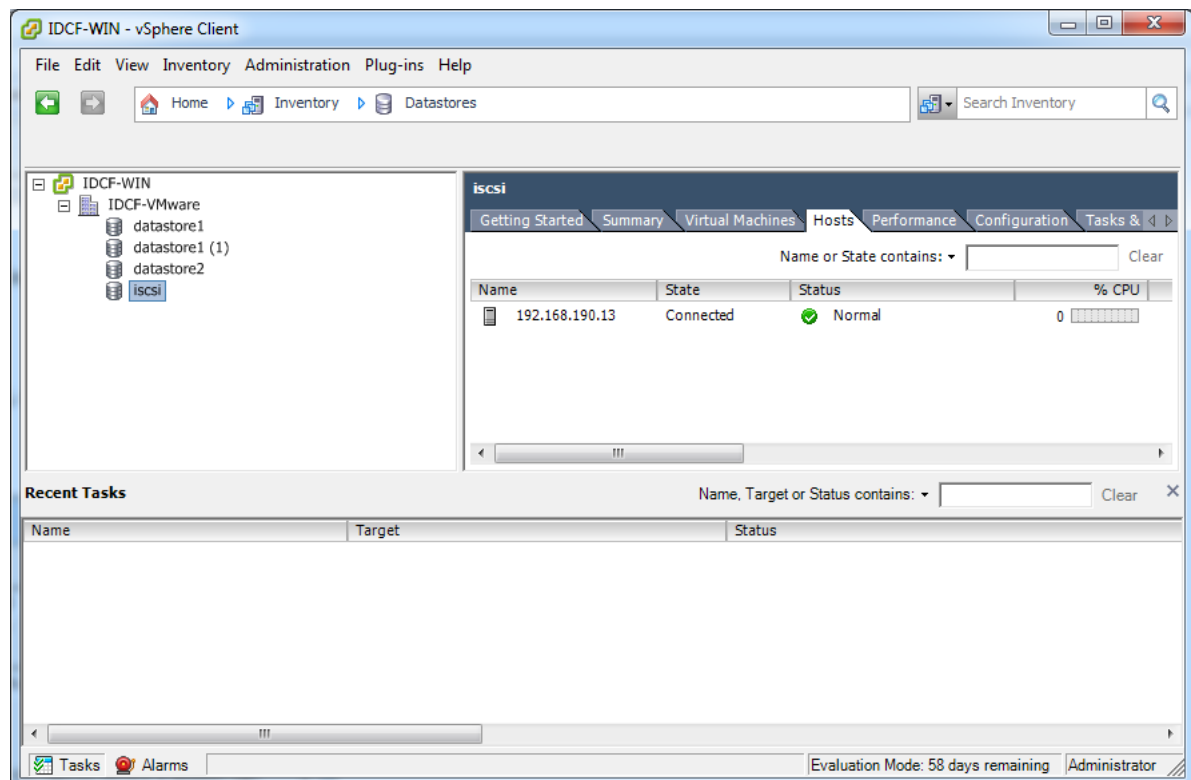 IDCF-WIN - vSphere Client
File Edit View Inventory Administration Plug-ins Help
Home Inventory Datastores Search Inventory
IDCF-WIN
IDCF-VMware
datastore1
datastore1 (1)
datastore2
iscsi
iscsi
Getting Started Summary Virtual Machines Hosts Performance Configuration Tasks &
Name or State contains: Clear
Name State Status % CPU
192.168.190.13 Connected Normal 0
Recent Tasks Name, Target or Status contains: Clear
Name Target Status
Tasks Alarms Evaluation Mode: 58 days remaining Administrator